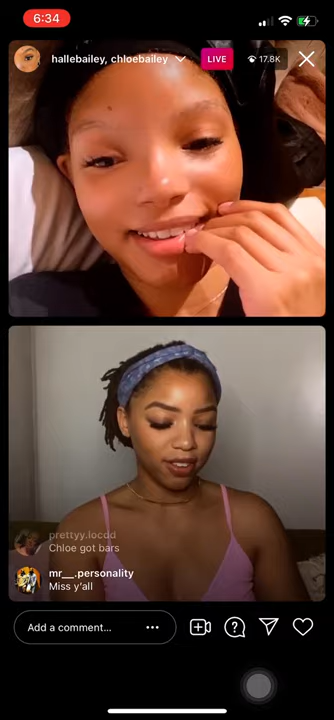 6:34
hallebailey, chloebailey
LIVE
17.8K
prettyy.locdd
Chloe got bars
mr__.personality
Miss y'all
Add a comment...